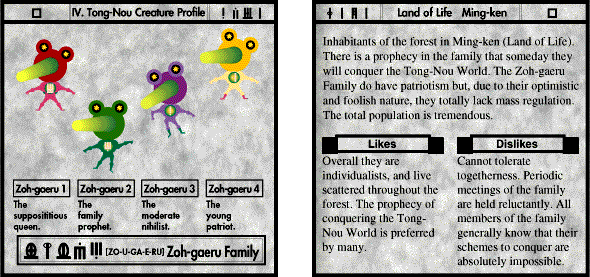 IV. Tong-Nou Creature Profile
Zoh-gaeru 1
The
supposititious
queen.
Zoh-gaeru 2
The
family
prophet.
Zoh-gaeru 3
The
moderate
nihilist.
Zoh-gaeru 4
The
young
patriot.
[ZO-U-GA-E-RU] Zoh-gaeru Family
Land of Life Ming-ken
Inhabitants of the forest in Ming-ken (Land of Life).
There is a prophecy in the family that someday they
will conquer the Tong-Nou World. The Zoh-gaeru
Family do have patriotism but, due to their optimistic
and foolish nature, they totally lack mass regulation.
The total population is tremendous.
Likes
Overall they are
individualists, and live
scattered throughout the
forest. The prophecy of
conquering the Tong-
Nou World is preferred
by many.
Dislikes
Cannot tolerate
togetherness. Periodic
meetings of the family
are held reluctantly. All
members of the family
generally know that their
schemes to conquer are
absolutely impossible.